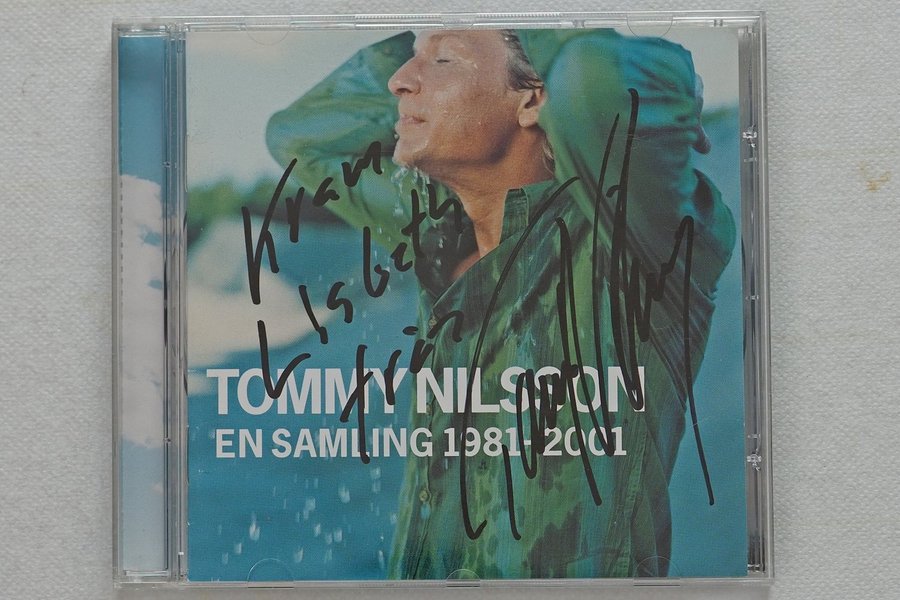 Kram
Lisbeth
från
TOMMY NILSSON
EN SAMLING 1981-2001